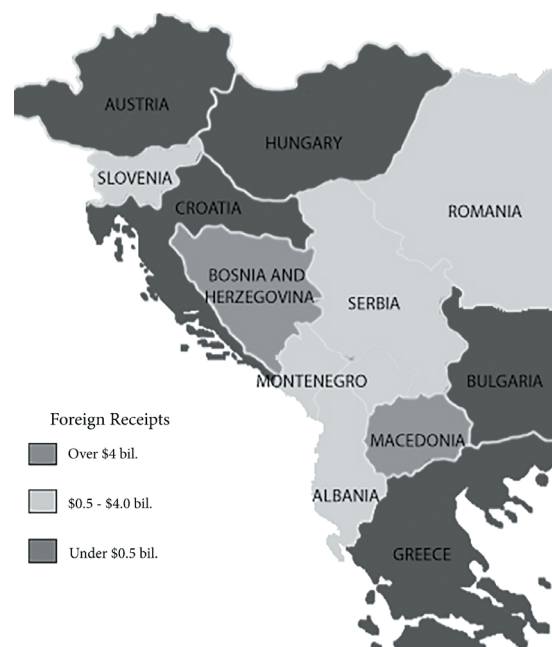 AUSTRIA
HUNGARY
SLOVENIA
CROATIA
ROMANIA
BOSNIA AND
HERZEGOVINA
SERBIA
MONTENEGRO
BULGARIA
Foreign Receipts
MACEDONIA
Over $4 bil.
ALBANIA
$0.5 - $4.0 bil.
Under $0.5 bil.
GREECE